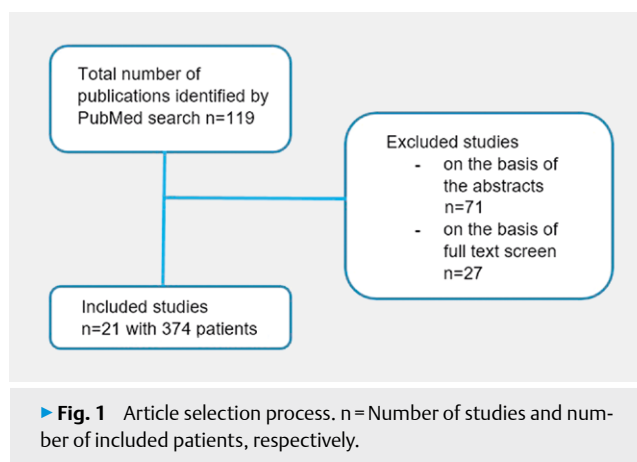 Total number of
publications identified by
PubMed search n=119
Excluded studies
- on the basis of
the abstracts
n=71
- on the basis of
full text screen
n=27
Included studies
n=21 with 374 patients
► Fig. 1 Article selection process. n = Number of studies and num-
ber of included patients, respectively.